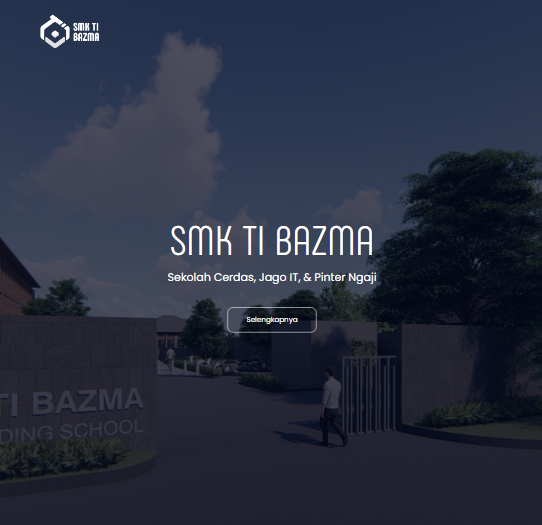 SMK TI
BAZMA
SMK TI BAZMA
Sekolah Cerdas, Jago IT, & Pinter Ngaji
Selengkapnya
TI BAZMA
DING SCHOOL